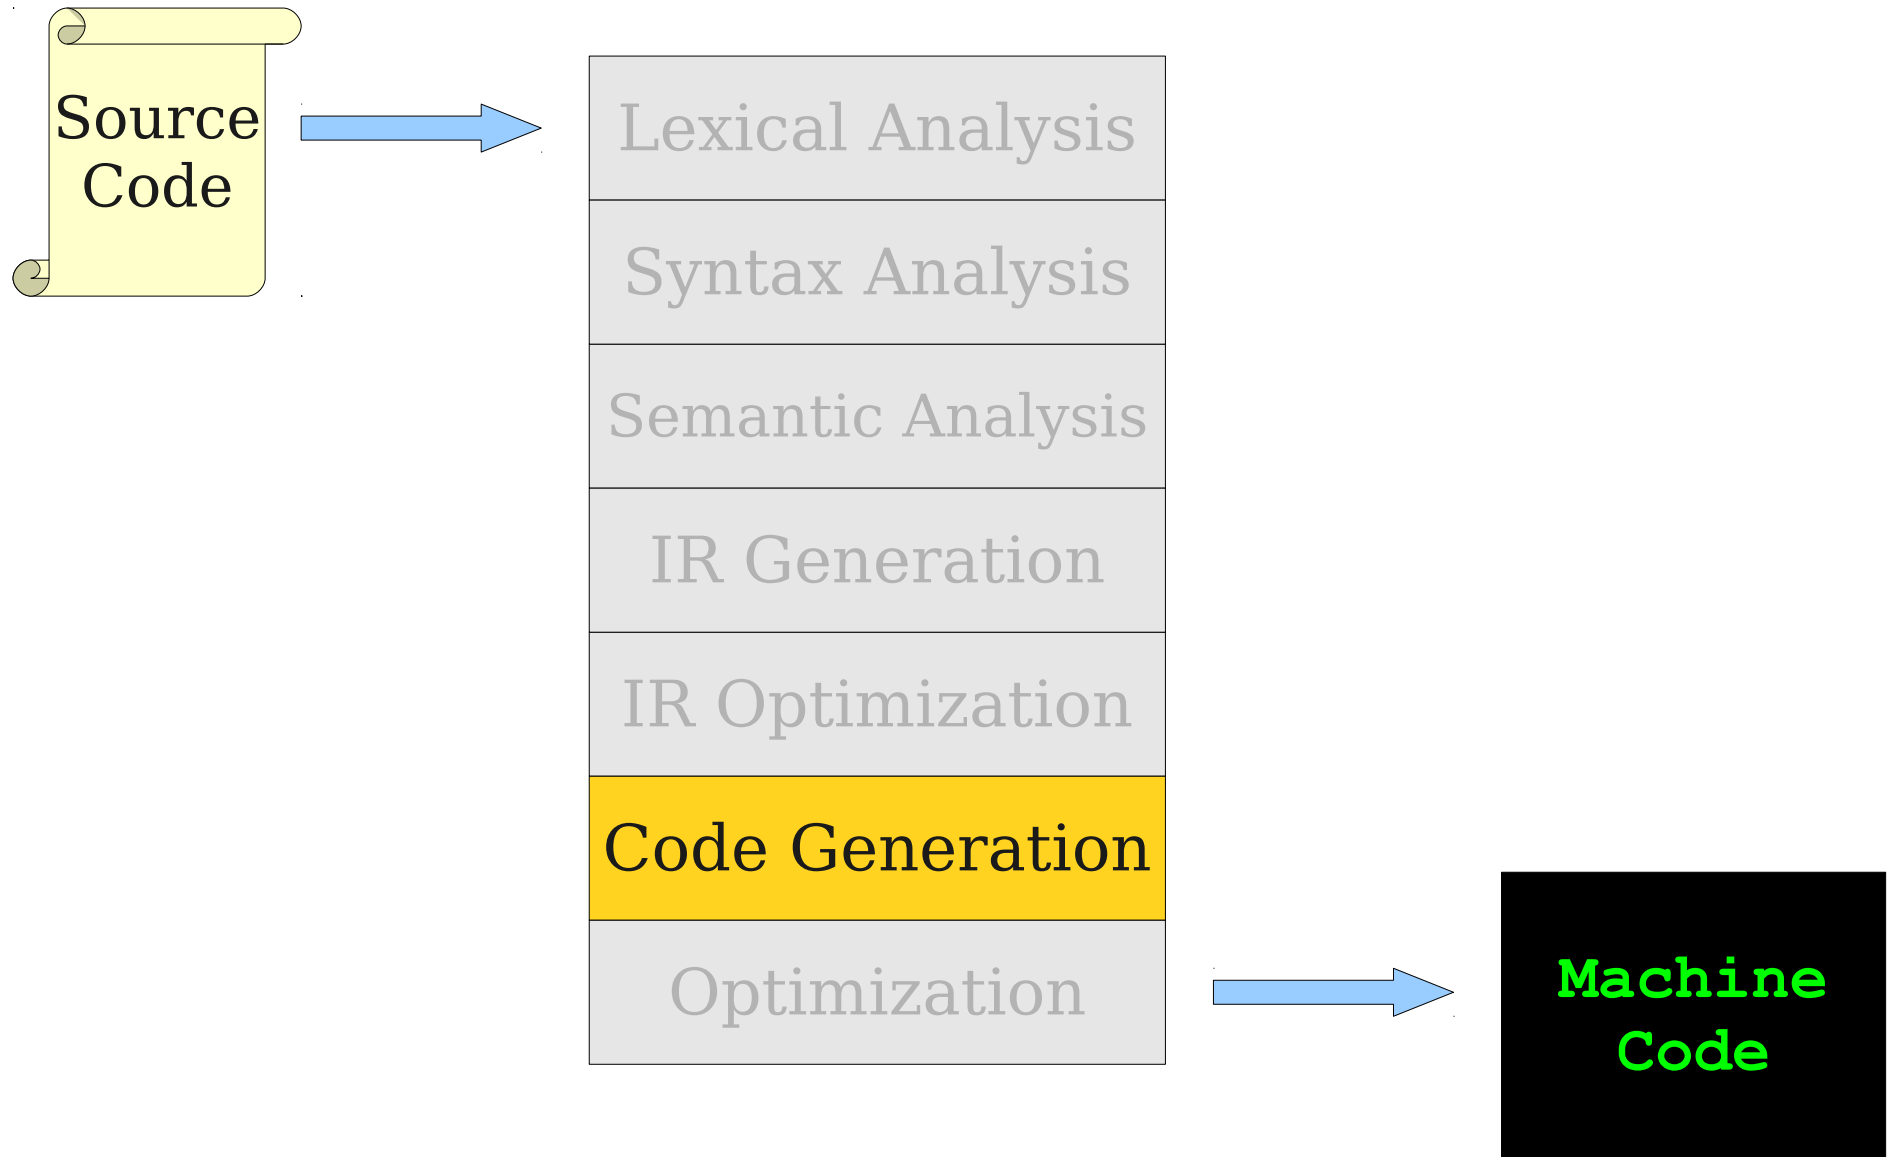 Source
Code
Lexical Analysis
Syntax Analysis
Semantic Analysis
IR Generation
IR Optimization
Code Generation
Optimization
Machine
Code